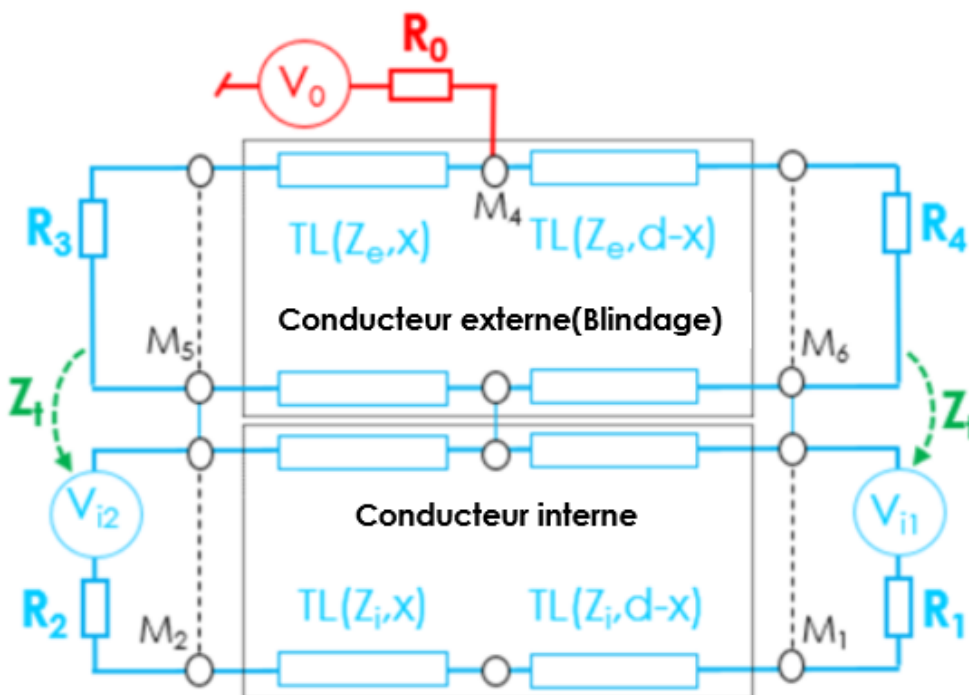 R₀
V₀
M₄
R₃
R₄
TL(Zₑ,x)
TL(Zₑ,d-x)
Conducteur externe(Blindage)
M₅
M₆
Zₜ
Zₜ
Vᵢ₂
Vᵢ₁
Conducteur interne
R₂
R₁
TL(Zᵢ,x)
TL(Zᵢ,d-x)
M₂
M₁